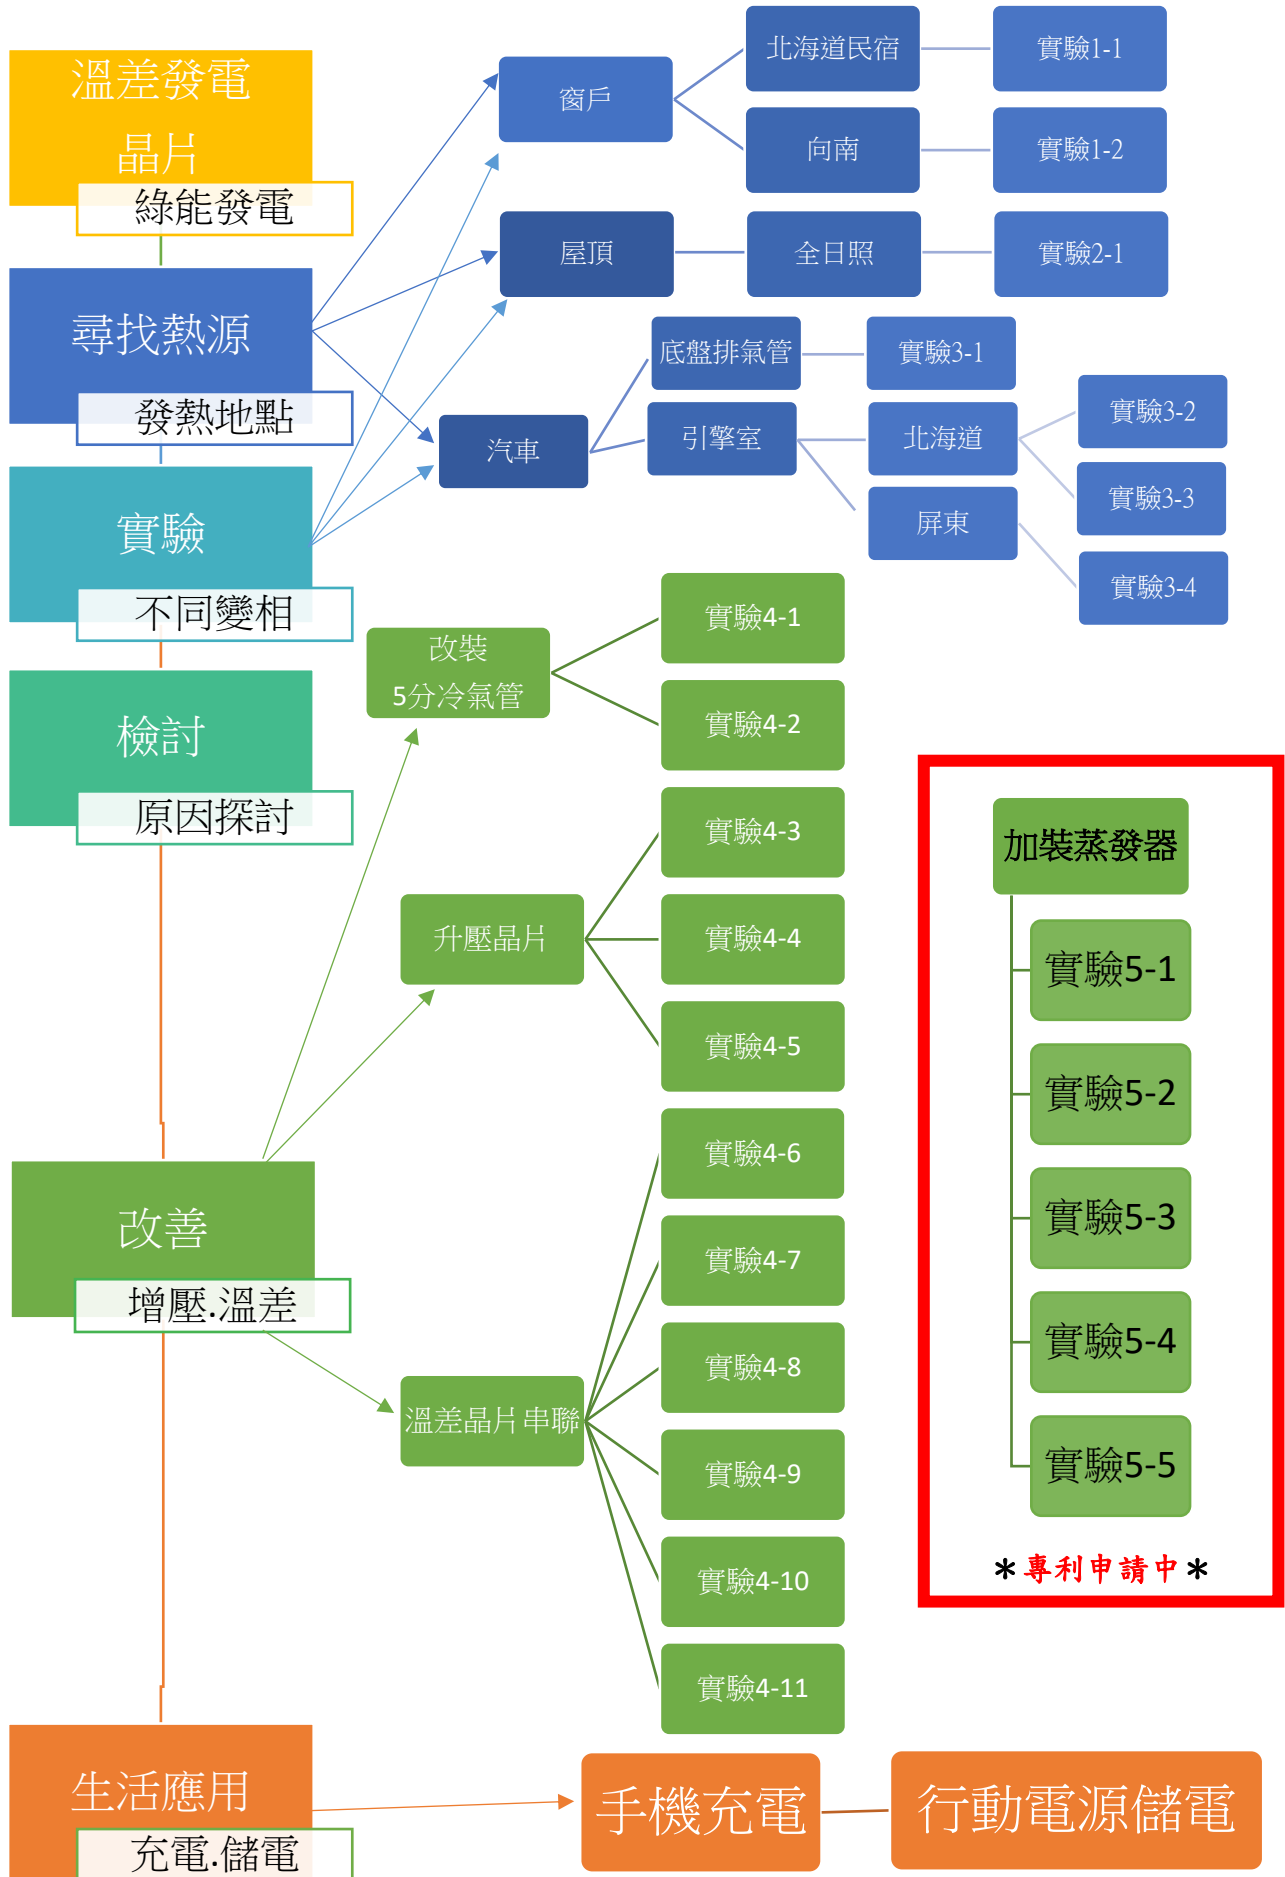 溫差發電
晶片
綠能發電
尋找熱源
發熱地點
實驗
不同變相
檢討
原因探討
改善
增壓.溫差
生活應用
充電.儲電
窗戶
北海道民宿
實驗1-1
向南
實驗1-2
屋頂
全日照
實驗2-1
汽車
底盤排氣管
實驗3-1
引擎室
北海道
實驗3-2
實驗3-3
屏東
實驗3-4
改裝
5分冷氣管
實驗4-1
實驗4-2
升壓晶片
實驗4-3
實驗4-4
實驗4-5
溫差晶片串聯
實驗4-6
實驗4-7
實驗4-8
實驗4-9
實驗4-10
實驗4-11
加裝蒸發器
實驗5-1
實驗5-2
實驗5-3
實驗5-4
實驗5-5
*專利申請中*
手機充電
行動電源儲電